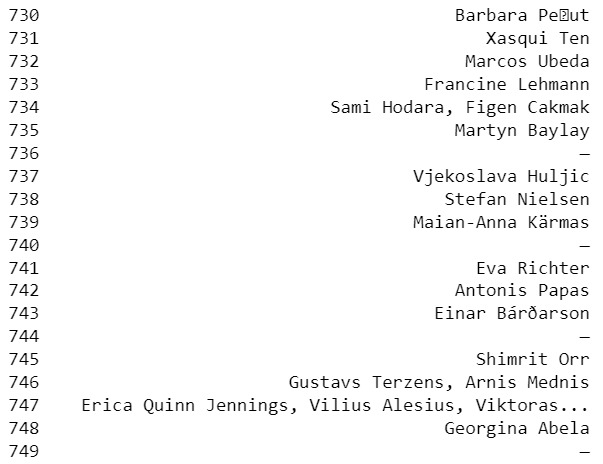 730 Barbara Pe�ut
731 Xasqui Ten
732 Marcos Ubeda
733 Francine Lehmann
734 Sami Hodara, Figen Cakmak
735 Martyn Baylay
736 —
737 Vjekoslava Huljic
738 Stefan Nielsen
739 Maian-Anna Kärmas
740 —
741 Eva Richter
742 Antonis Papas
743 Einar Bárðarson
744 —
745 Shimrit Orr
746 Gustavs Terzens, Arnis Mednis
747 Erica Quinn Jennings, Vilius Alesius, Viktoras...
748 Georgina Abela
749 —